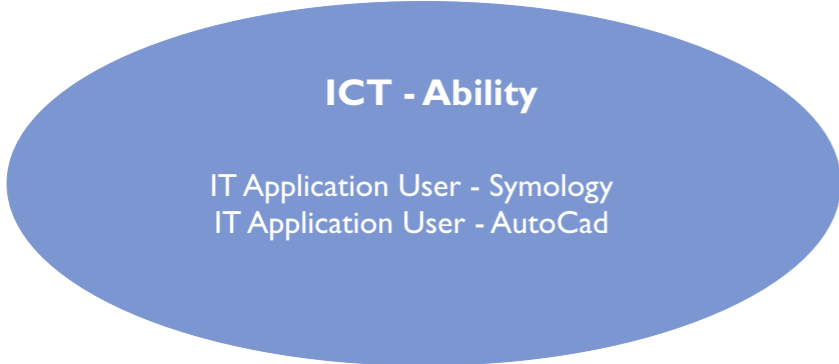 ICT - Ability
IT Application User - Symology
IT Application User - AutoCad